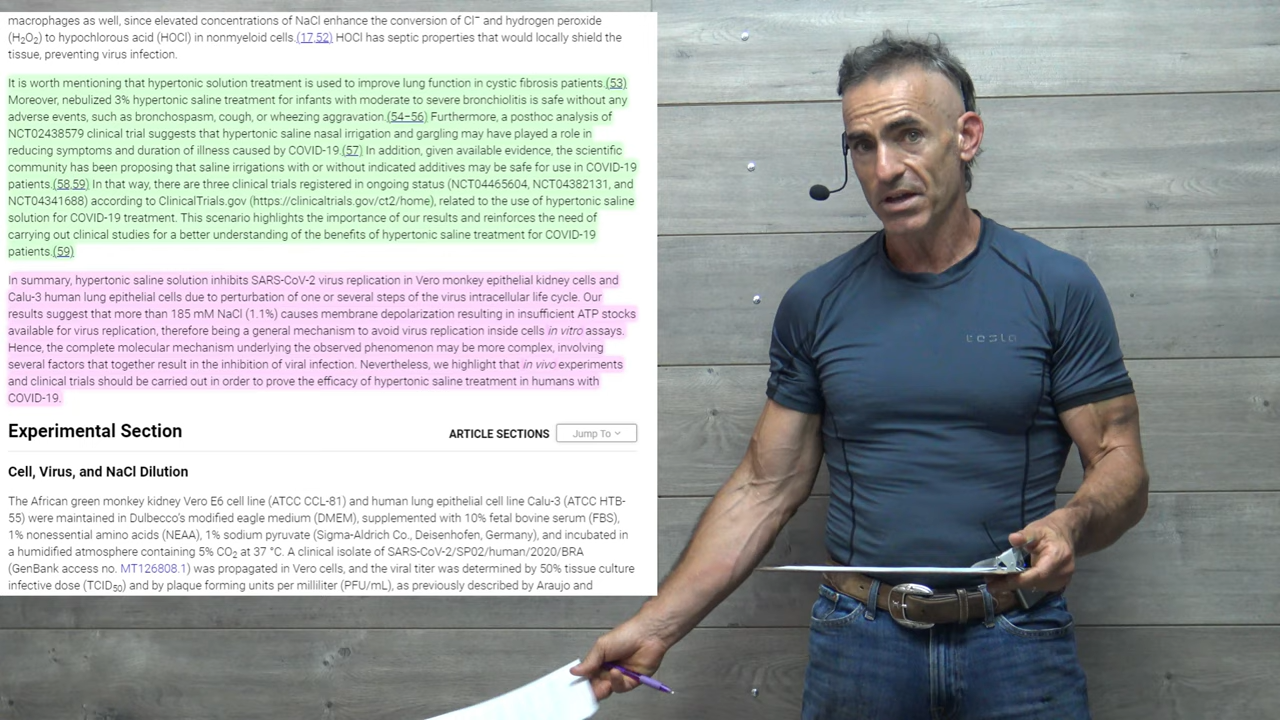 macrophages as well, since elevated concentrations of NaCl enhance the conversion of Cl⁻ and hydrogen peroxide
(H₂O₂) to hypochlorous acid (HOCl) in nonmyeloid cells.(17,52) HOCl has septic properties that would locally shield the
tissue, preventing virus infection.
It is worth mentioning that hypertonic solution treatment is used to improve lung function in cystic fibrosis patients.(53)
Moreover, nebulized 3% hypertonic saline treatment for infants with moderate to severe bronchiolitis is safe without any
adverse events, such as bronchospasm, cough, or wheezing aggravation.(54−56) Furthermore, a posthoc analysis of
NCT02438579 clinical trial suggests that hypertonic saline nasal irrigation and gargling may have played a role in
reducing symptoms and duration of illness caused by COVID-19.(57) In addition, given available evidence, the scientific
community has been proposing that saline irrigations with or without indicated additives may be safe for use in COVID-19
patients.(58,59) In that way, there are three clinical trials registered in ongoing status (NCT04465604, NCT04382131, and
NCT04341688) according to ClinicalTrials.gov (https://clinicaltrials.gov/ct2/home), related to the use of hypertonic saline
solution for COVID-19 treatment. This scenario highlights the importance of our results and reinforces the need of
carrying out clinical studies for a better understanding of the benefits of hypertonic saline treatment for COVID-19
patients.(59)
In summary, hypertonic saline solution inhibits SARS-CoV-2 virus replication in Vero monkey epithelial kidney cells and
Calu-3 human lung epithelial cells due to perturbation of one or several steps of the virus intracellular life cycle. Our
results suggest that more than 185 mM NaCl (1.1%) causes membrane depolarization resulting in insufficient ATP stocks
available for virus replication, therefore being a general mechanism to avoid virus replication inside cells in vitro assays.
Hence, the complete molecular mechanism underlying the observed phenomenon may be more complex, involving
several factors that together result in the inhibition of viral infection. Nevertheless, we highlight that in vivo experiments
and clinical trials should be carried out in order to prove the efficacy of hypertonic saline treatment in humans with
COVID-19.
Experimental Section
ARTICLE SECTIONS
Jump To
Cell, Virus, and NaCl Dilution
The African green monkey kidney Vero E6 cell line (ATCC CCL-81) and human lung epithelial cell line Calu-3 (ATCC HTB-
55) were maintained in Dulbecco's modified eagle medium (DMEM), supplemented with 10% fetal bovine serum (FBS),
1% nonessential amino acids (NEAA), 1% sodium pyruvate (Sigma-Aldrich Co., Deisenhofen, Germany), and incubated in
a humidified atmosphere containing 5% CO₂ at 37 °C. A clinical isolate of SARS-CoV-2/SP02/human/2020/BRA
(GenBank access no. MT126808.1) was propagated in Vero cells, and the viral titer was determined by 50% tissue culture
infective dose (TCID₅₀) and by plaque forming units per milliliter (PFU/mL), as previously described by Araujo and
tesla